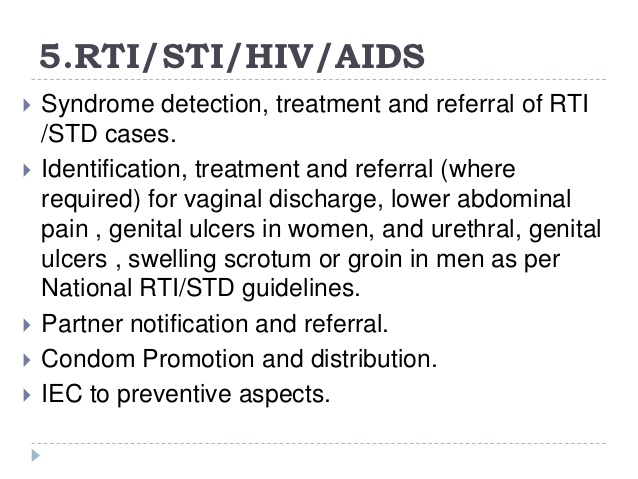 5.RTI/STI/HIV/AIDS
Syndrome detection, treatment and referral of RTI
/STD cases.
Identification, treatment and referral (where
required) for vaginal discharge, lower abdominal
pain , genital ulcers in women, and urethral, genital
ulcers , swelling scrotum or groin in men as per
National RTI/STD guidelines.
Partner notification and referral.
Condom Promotion and distribution.
IEC to preventive aspects.